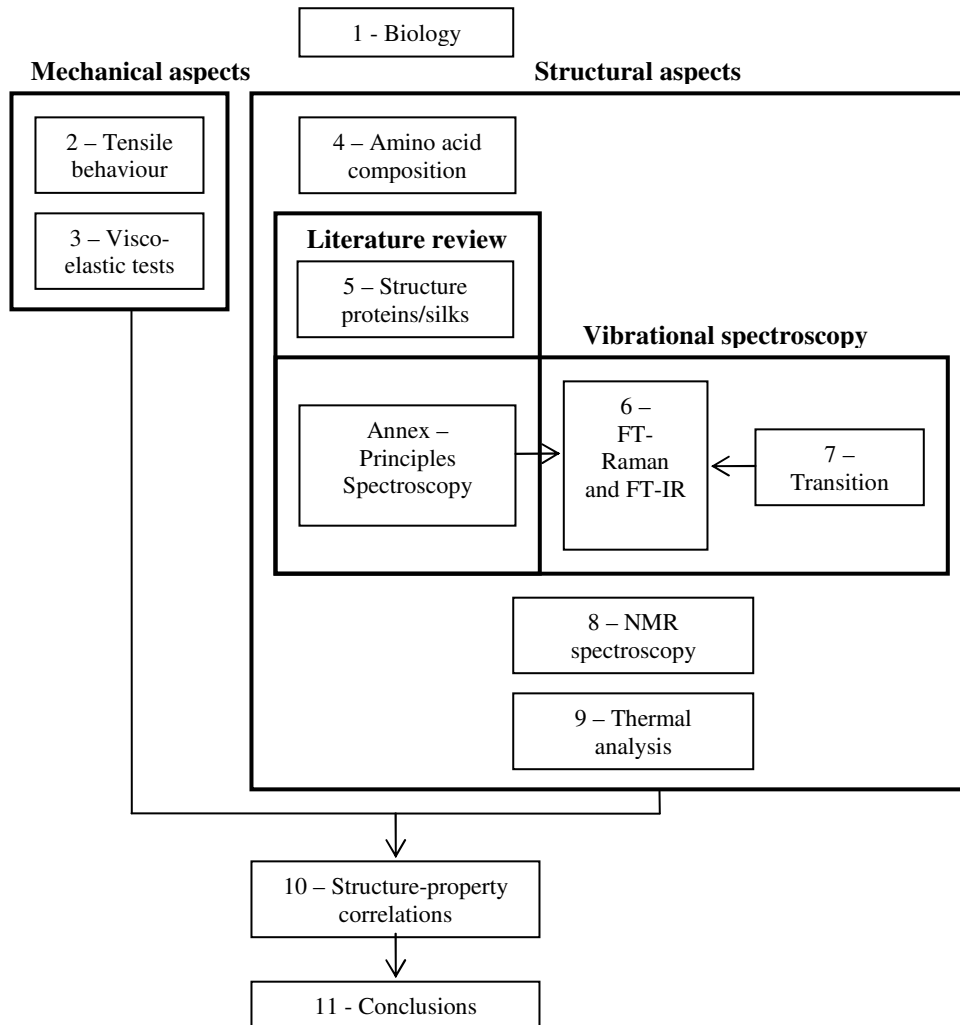 1 - Biology
Mechanical aspects
Structural aspects
2 – Tensile
behaviour
3 – Visco-
elastic tests
4 – Amino acid
composition
Literature review
5 – Structure
proteins/silks
Vibrational spectroscopy
Annex –
Principles
Spectroscopy
6 –
FT-
Raman
and FT-IR
7 –
Transition
8 – NMR
spectroscopy
9 – Thermal
analysis
10 – Structure-property
correlations
11 - Conclusions